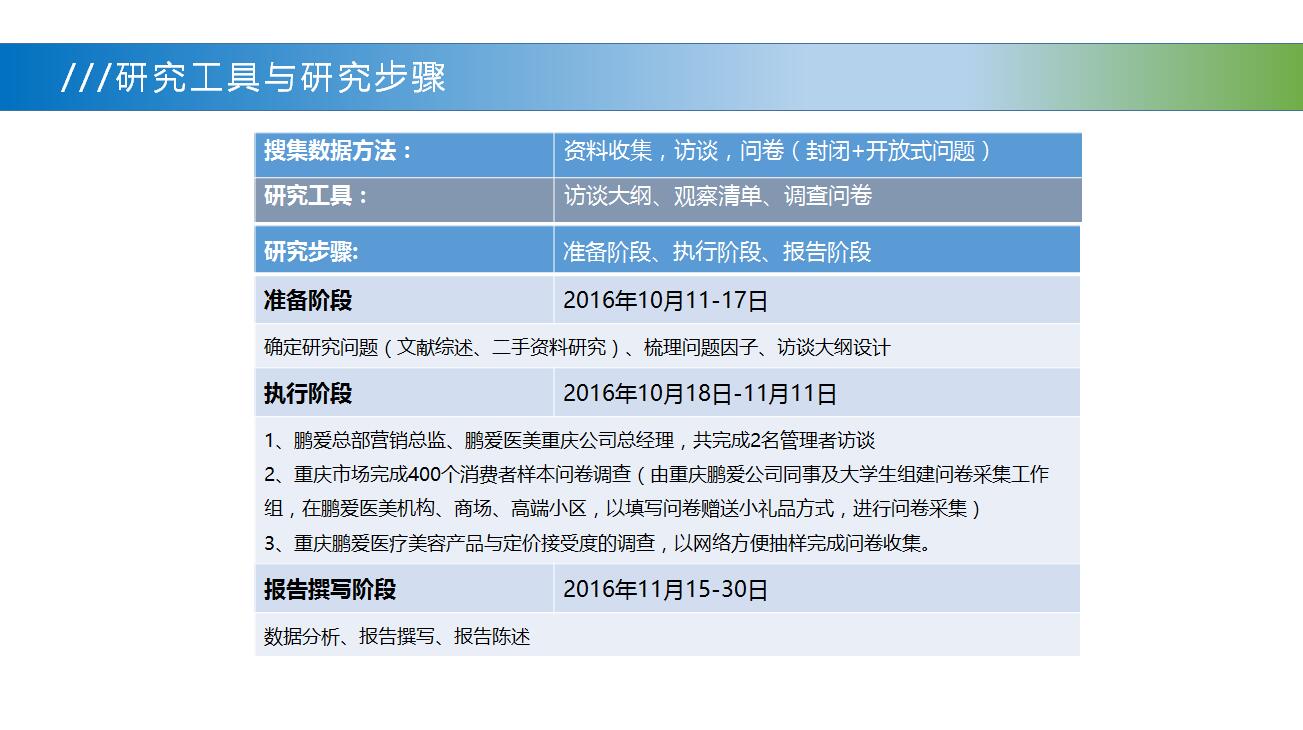 ///研究工具与研究步骤
搜集数据方法：	资料收集，访谈，问卷（封闭+开放式问题）
研究工具：	访谈大纲、观察清单、调查问卷
研究步骤:	准备阶段、执行阶段、报告阶段
准备阶段	2016年10月11-17日
确定研究问题（文献综述、二手资料研究）、梳理问题因子、访谈大纲设计
执行阶段	2016年10月18日-11月11日
1、鹏爱总部营销总监、鹏爱医美重庆公司总经理，共完成2名管理者访谈
2、重庆市场完成400个消费者样本问卷调查（由重庆鹏爱公司同事及大学生组建问卷采集工作
组，在鹏爱医美机构、商场、高端小区，以填写问卷赠送小礼品方式，进行问卷采集）
3、重庆鹏爱医疗美容产品与定价接受度的调查，以网络方便抽样完成问卷收集。
报告撰写阶段	2016年11月15-30日
数据分析、报告撰写、报告陈述